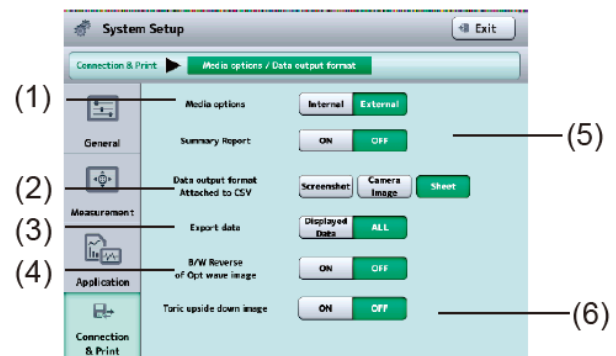 System Setup
Exit
Connection & Print
Media options / Data output format
(1)
Media options
Internal
External
General
Summary Report
ON
OFF
(5)
(2)
Data output format
Attached to CSV
Screenshot
Camera
Image
Sheet
Measurement
(3)
Export data
Displayed
Data
ALL
(4)
B/W Reverse
of Opt wave image
ON
OFF
Application
Toric upside down image
ON
OFF
(6)
Connection
& Print